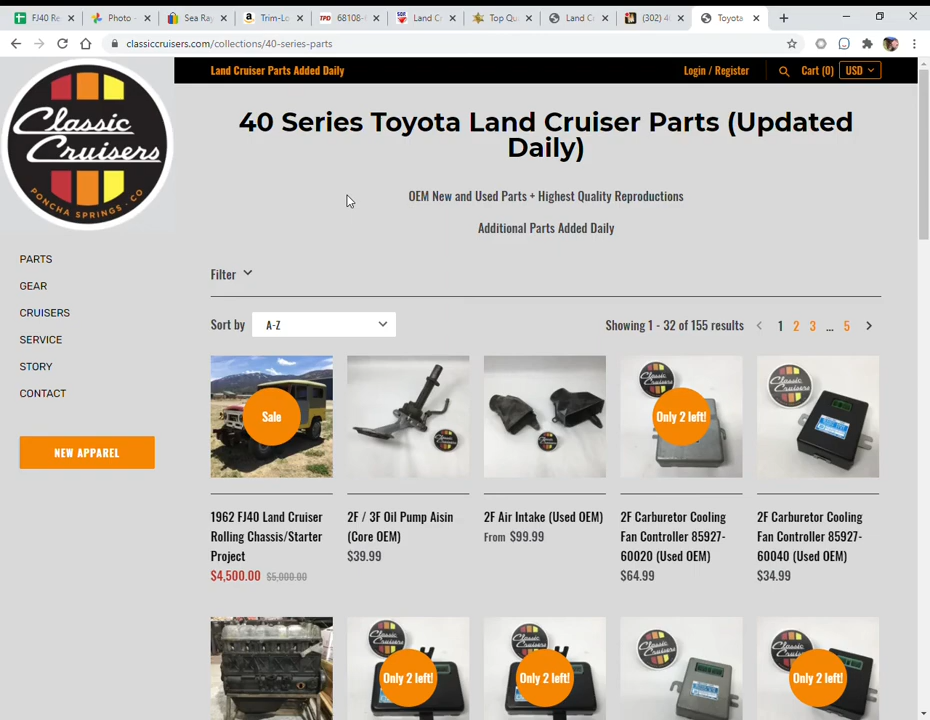 FJ40 Re
Photo -
Sea Ray
Trim-Lo
TPD
68108-
Land C
Top Qu
Land C
(302) 4
Toyota
classiccruisers.com/collections/40-series-parts
Land Cruiser Parts Added Daily
Login / Register
Cart (0)
USD
Classic
Cruisers
PONCHA SPRINGS - CO
40 Series Toyota Land Cruiser Parts (Updated
Daily)
OEM New and Used Parts + Highest Quality Reproductions
Additional Parts Added Daily
PARTS
GEAR
CRUISERS
SERVICE
STORY
CONTACT
NEW APPAREL
Filter
Sort by
A-Z
Showing 1 - 32 of 155 results
1 2 3 ... 5
Sale
Only 2 left!
1962 FJ40 Land Cruiser
Rolling Chassis/Starter
Project
$4,500.00 $5,000.00
2F / 3F Oil Pump Aisin
(Core OEM)
$39.99
2F Air Intake (Used OEM)
From $99.99
2F Carburetor Cooling
Fan Controller 85927-
60020 (Used OEM)
$64.99
2F Carburetor Cooling
Fan Controller 85927-
60040 (Used OEM)
$34.99
Only 2 left!
Only 2 left!
Only 2 left!